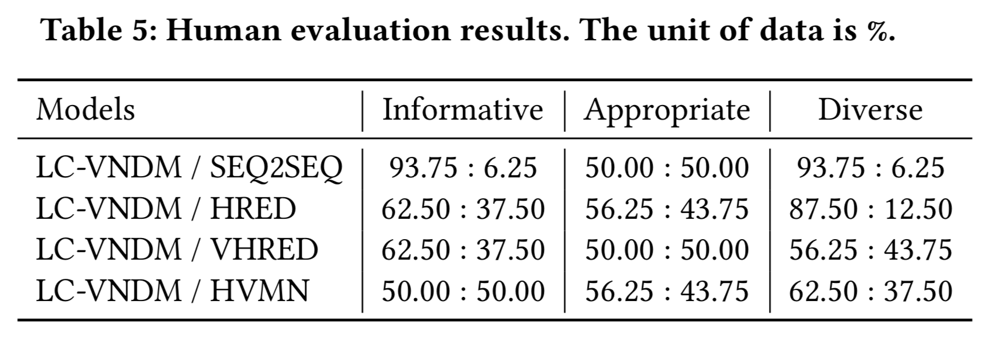 Table 5: Human evaluation results. The unit of data is %.
Models Informative Appropriate Diverse
LC-VNDM / SEQ2SEQ 93.75 : 6.25 50.00 : 50.00 93.75 : 6.25
LC-VNDM / HRED 62.50 : 37.50 56.25 : 43.75 87.50 : 12.50
LC-VNDM / VHRED 62.50 : 37.50 50.00 : 50.00 56.25 : 43.75
LC-VNDM / HVMN 50.00 : 50.00 56.25 : 43.75 62.50 : 37.50